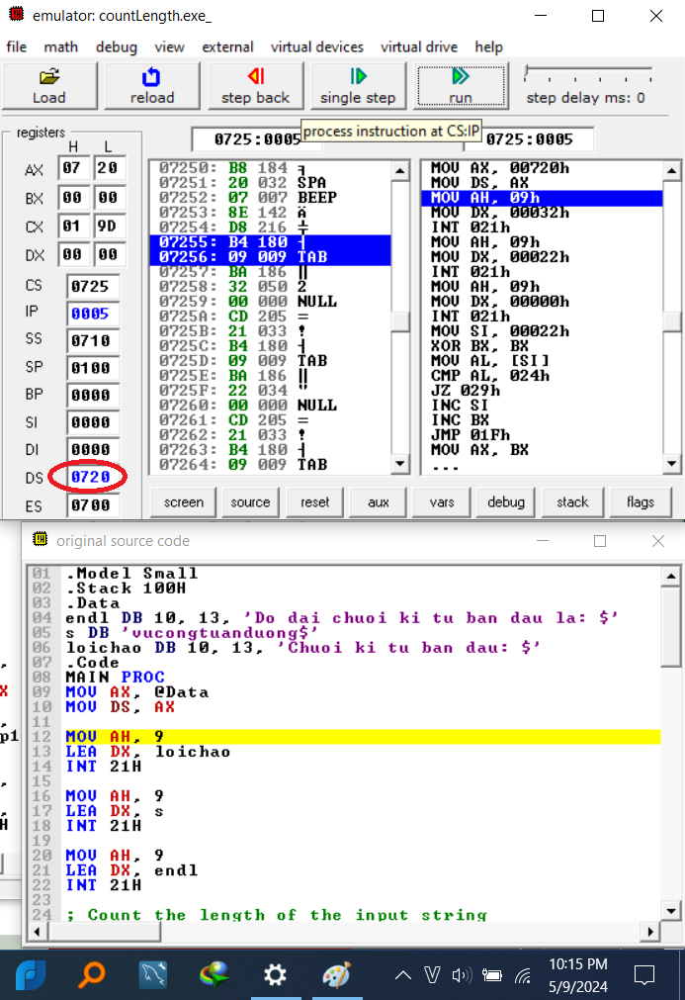 emulator: countLength.exe_
file math debug view external virtual devices virtual drive help
Load reload step back single step run step delay ms: 0
process instruction at CS:IP
registers
H L
0725:0005 0725:0005
AX 07 20
BX 00 00
CX 01 9D
DX 00 00
CS 0725
IP 0005
SS 0710
SP 0100
BP 0000
SI 0000
DI 0000
DS 0720
ES 0700
07250: B8 184 ╕
07251: 20 032 SPA
07252: 07 007 BEEP
07253: 8E 142 Ä
07254: D8 216 ╪
07255: B4 180 ┤
07256: 09 009 TAB
07257: BA 186 ║
07258: 32 050 2
07259: 00 000 NULL
0725A: CD 205 =
0725B: 21 033 !
0725C: B4 180 ┤
0725D: 09 009 TAB
0725E: BA 186 ║
0725F: 22 034 "
07260: 00 000 NULL
07261: CD 205 =
07262: 21 033 !
07263: B4 180 ┤
07264: 09 009 TAB
MOV AX, 00720h
MOV DS, AX
MOV AH, 09h
MOV DX, 00032h
INT 021h
MOV AH, 09h
MOV DX, 00022h
INT 021h
MOV AH, 09h
MOV DX, 00000h
INT 021h
MOV SI, 00022h
XOR BX, BX
MOV AL, [SI]
CMP AL, 024h
JZ 029h
INC SI
INC BX
JMP 01Fh
MOV AX, BX
...
screen source reset aux vars debug stack flags
original source code
01 .Model Small
02 .Stack 100H
03 .Data
04 endl DB 10, 13, 'Do dai chuoi ki tu ban dau la: $'
05 s DB 'vucongtuanduong$'
06 loichao DB 10, 13, 'Chuoi ki tu ban dau: $'
07 .Code
08 MAIN PROC
09 MOV AX, @Data
10 MOV DS, AX
11
12 MOV AH, 9
13 LEA DX, loichao
14 INT 21H
15
16 MOV AH, 9
17 LEA DX, s
18 INT 21H
19
20 MOV AH, 9
21 LEA DX, endl
22 INT 21H
23
24 ; Count the length of the input string
X
p1
H
V
10:15 PM
5/9/2024